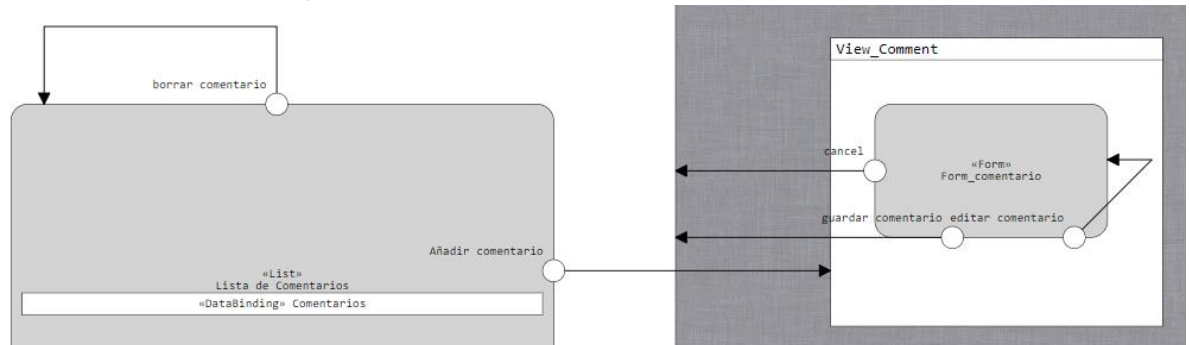 View_Comment
borrar comentario
cancel
«Form»
Form_comentario
guardar comentario editar comentario
Añadir comentario
«List»
Lista de Comentarios
«DataBinding» Comentarios